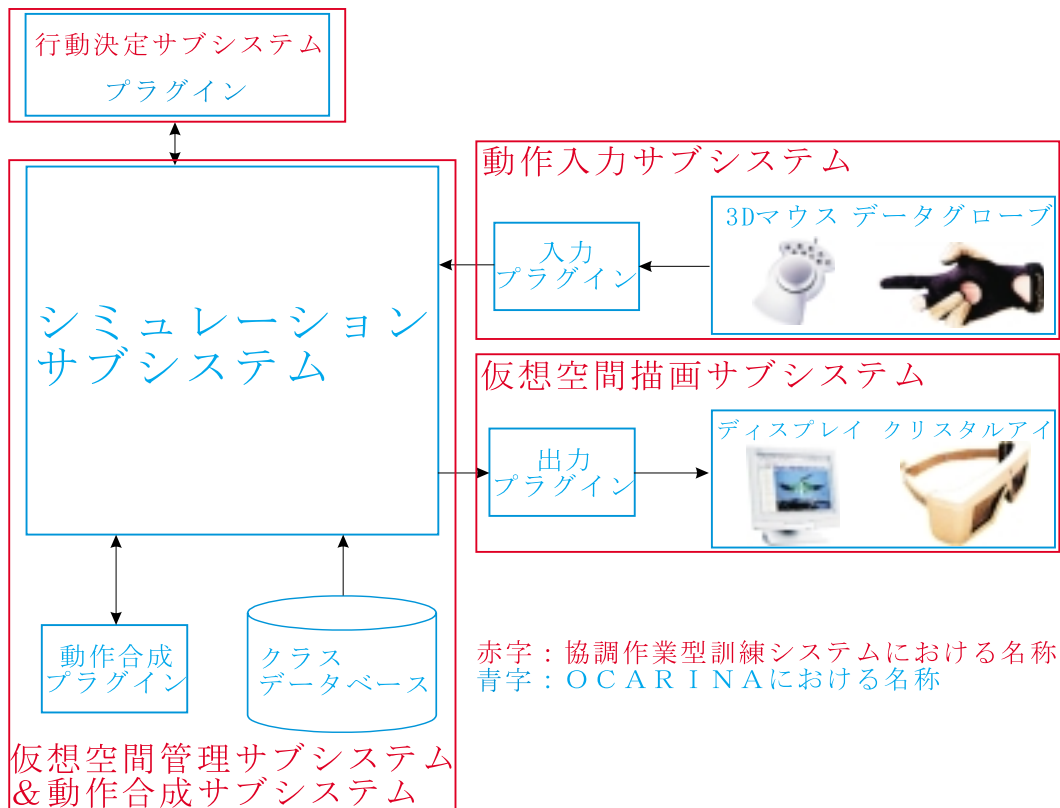 行動決定サブシステム
プラグイン
動作入力サブシステム
3Dマウス データグローブ
入力
プラグイン
シミュレーション
サブシステム
仮想空間描画サブシステム
ディスプレイ クリスタルアイ
出力
プラグイン
動作合成
プラグイン
クラス
データベース
赤字：協調作業型訓練システムにおける名称
青字：ＯＣＡＲＩＮＡにおける名称
仮想空間管理サブシステム
＆動作合成サブシステム